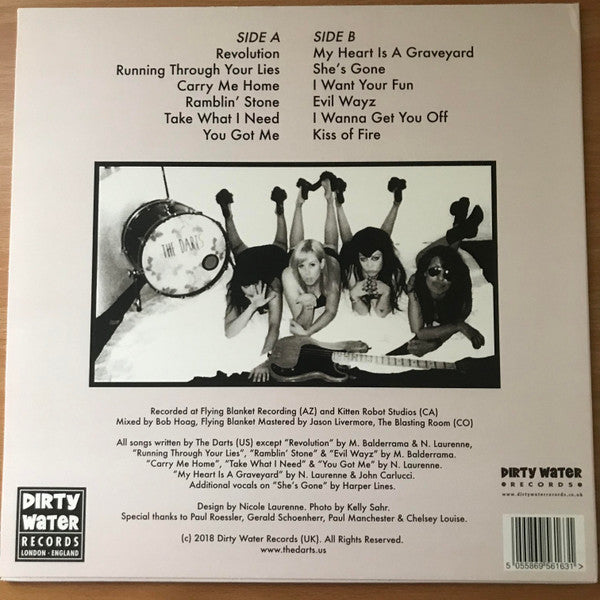 SIDE A
Revolution
Running Through Your Lies
Carry Me Home
Ramblin' Stone
Take What I Need
You Got Me
SIDE B
My Heart Is A Graveyard
She's Gone
I Want Your Fun
Evil Wayz
I Wanna Get You Off
Kiss of Fire
THE DARTS
Recorded at Flying Blanket Recording (AZ) and Kitten Robot Studios (CA)
Mixed by Bob Hoag, Flying Blanket Mastered by Jason Livermore, The Blasting Room (CO)
All songs written by The Darts (US) except "Revolution" by M. Balderrama & N. Laurenne,
"Running Through Your Lies", "Ramblin' Stone" & "Evil Wayz" by M. Balderrama.
"Carry Me Home", "Take What I Need" & "You Got Me" by N. Laurenne.
"My Heart Is A Graveyard" by N. Laurenne & John Carlucci.
Additional vocals on "She's Gone" by Harper Lines.
Design by Nicole Laurenne. Photo by Kelly Sahr.
Special thanks to Paul Roessler, Gerald Schoenherr, Paul Manchester & Chelsey Louise.
(c) 2018 Dirty Water Records (UK). All Rights Reserved.
www.thedarts.us
DIRTY
WATER
RECORDS
LONDON · ENGLAND
DIRTY WATER
• RECORDS •
www.dirtywaterrecords.co.uk
5 055869 561631 >